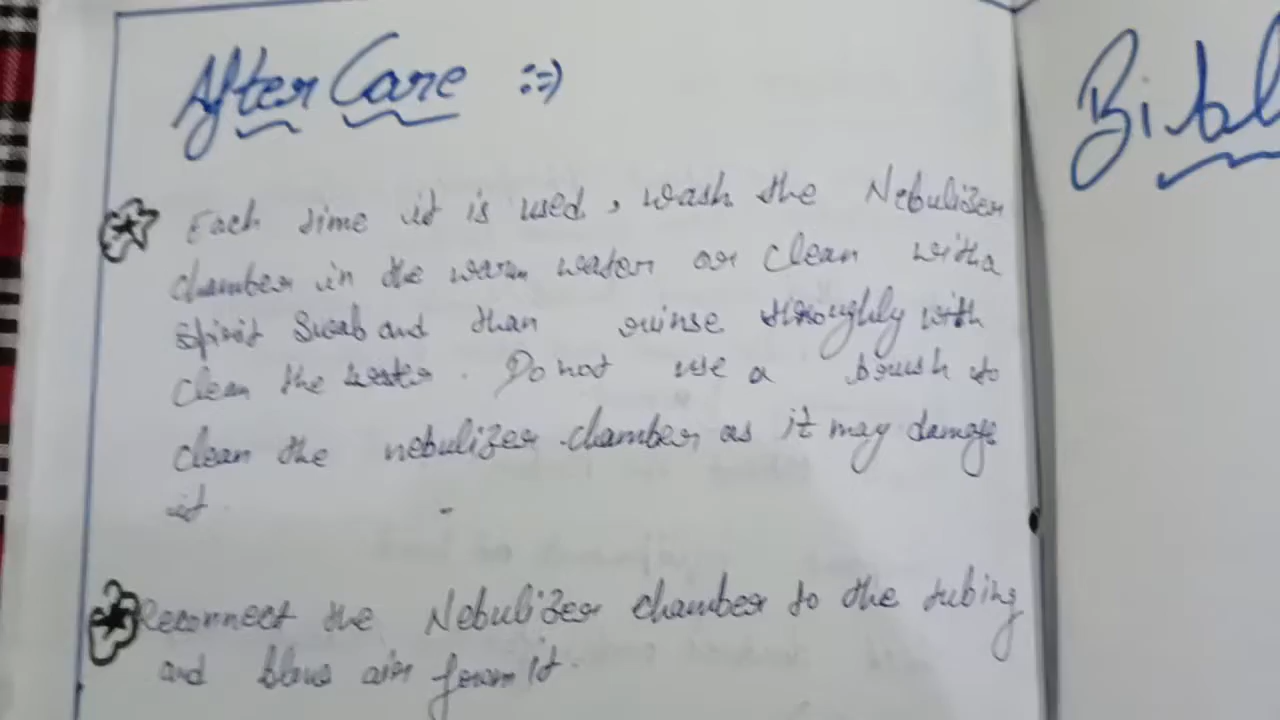 After Care :=)
Each time it is used, wash the Nebulizer
chamber in the warm water or clean with a
spirit Swab and than rinse thoroughly with
clean the water. Do not use a brush to
clean the nebulizer chamber, as it may damage
it.
Reconnect the Nebulizer chamber to the tubing
and blow air form it.